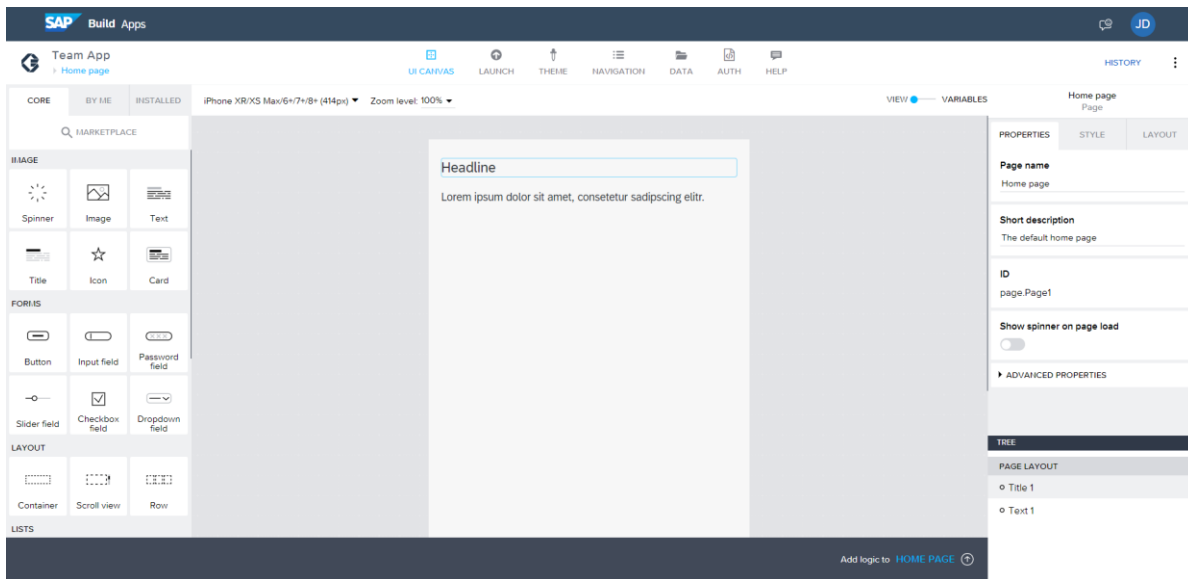 SAP Build Apps
JD
Team App
Home page
UI CANVAS LAUNCH THEME NAVIGATION DATA AUTH HELP
HISTORY
CORE BY ME INSTALLED
iPhone XR/XS Max/6+/7+/8+ (414px) Zoom level: 100%
VIEW VARIABLES
Home page
Page
MARKETPLACE
PROPERTIES STYLE LAYOUT
IMAGE
Spinner Image Text
Title Icon Card
FORMS
Button Input field Password field
Slider field Checkbox field Dropdown field
LAYOUT
Container Scroll view Row
LISTS
Headline
Lorem ipsum dolor sit amet, consetetur sadipscing elitr.
Page name
Home page
Short description
The default home page
ID
page.Page1
Show spinner on page load
ADVANCED PROPERTIES
TREE
PAGE LAYOUT
Title 1
Text 1
Add logic to HOME PAGE